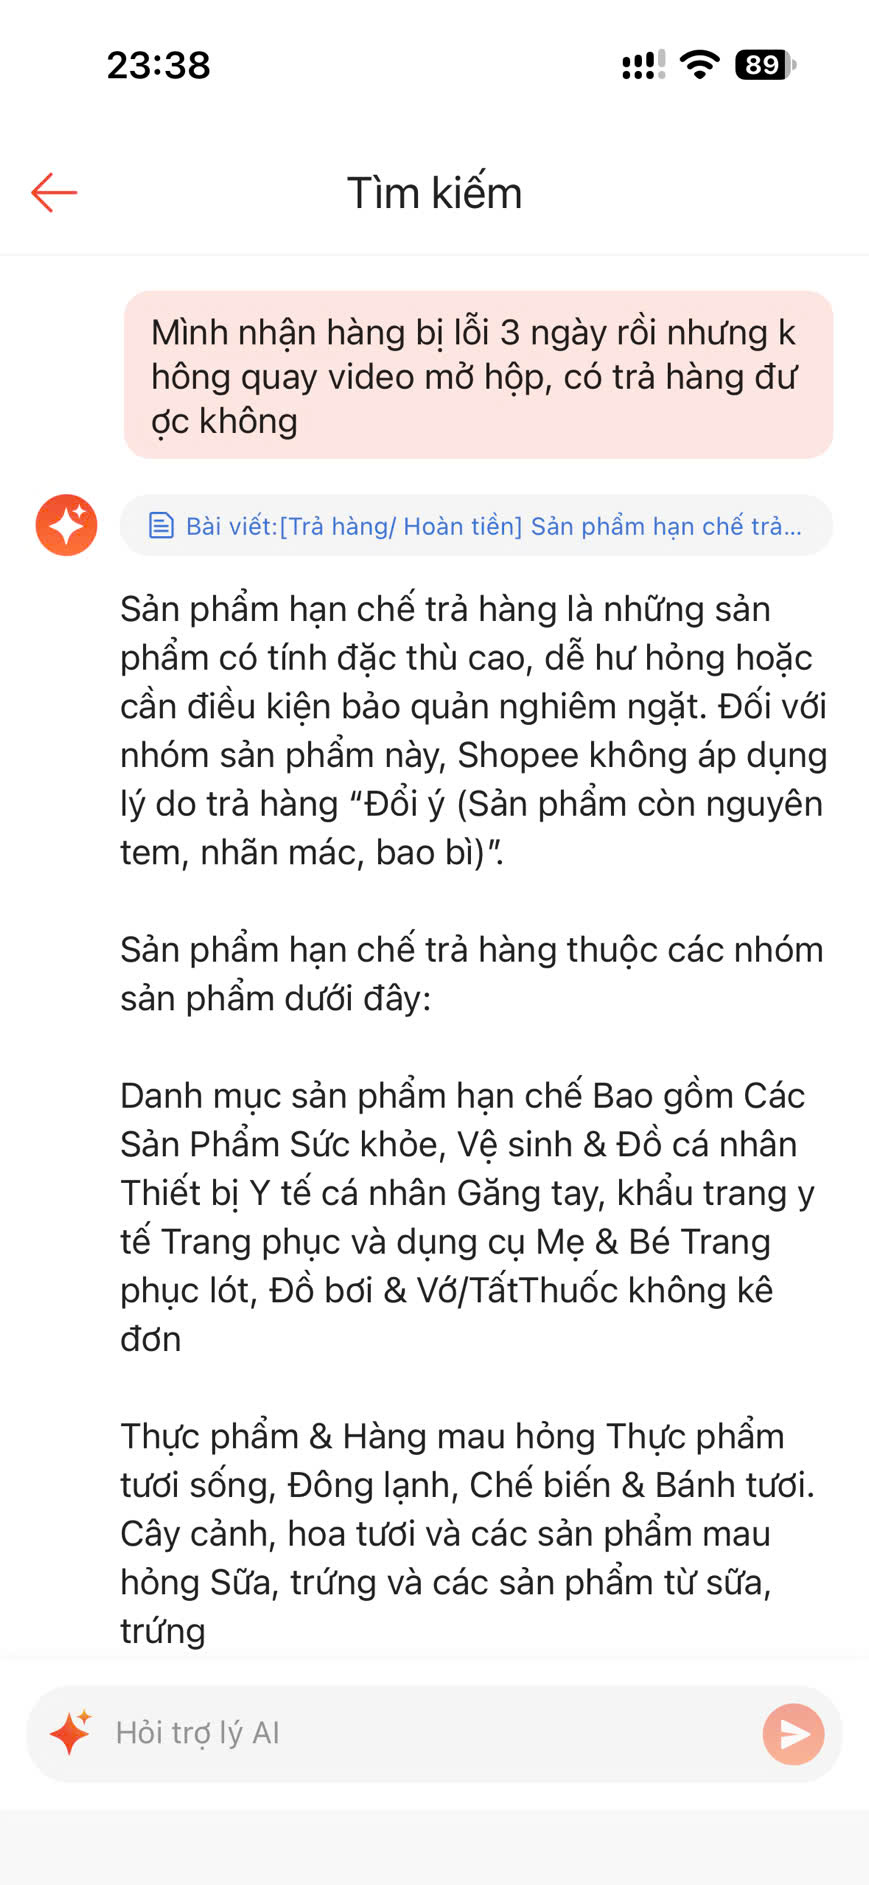 23:38
89
Tìm kiếm
Mình nhận hàng bị lỗi 3 ngày rồi nhưng k
hông quay video mở hộp, có trả hàng đư
ợc không
Bài viết:[Trả hàng/ Hoàn tiền] Sản phẩm hạn chế trả...
Sản phẩm hạn chế trả hàng là những sản
phẩm có tính đặc thù cao, dễ hư hỏng hoặc
cần điều kiện bảo quản nghiêm ngặt. Đối với
nhóm sản phẩm này, Shopee không áp dụng
lý do trả hàng “Đổi ý (Sản phẩm còn nguyên
tem, nhãn mác, bao bì)”.
Sản phẩm hạn chế trả hàng thuộc các nhóm
sản phẩm dưới đây:
Danh mục sản phẩm hạn chế Bao gồm Các
Sản Phẩm Sức khỏe, Vệ sinh & Đồ cá nhân
Thiết bị Y tế cá nhân Găng tay, khẩu trang y
tế Trang phục và dụng cụ Mẹ & Bé Trang
phục lót, Đồ bơi & Vớ/TấtThuốc không kê
đơn
Thực phẩm & Hàng mau hỏng Thực phẩm
tươi sống, Đông lạnh, Chế biến & Bánh tươi.
Cây cảnh, hoa tươi và các sản phẩm mau
hỏng Sữa, trứng và các sản phẩm từ sữa,
trứng
Hỏi trợ lý AI